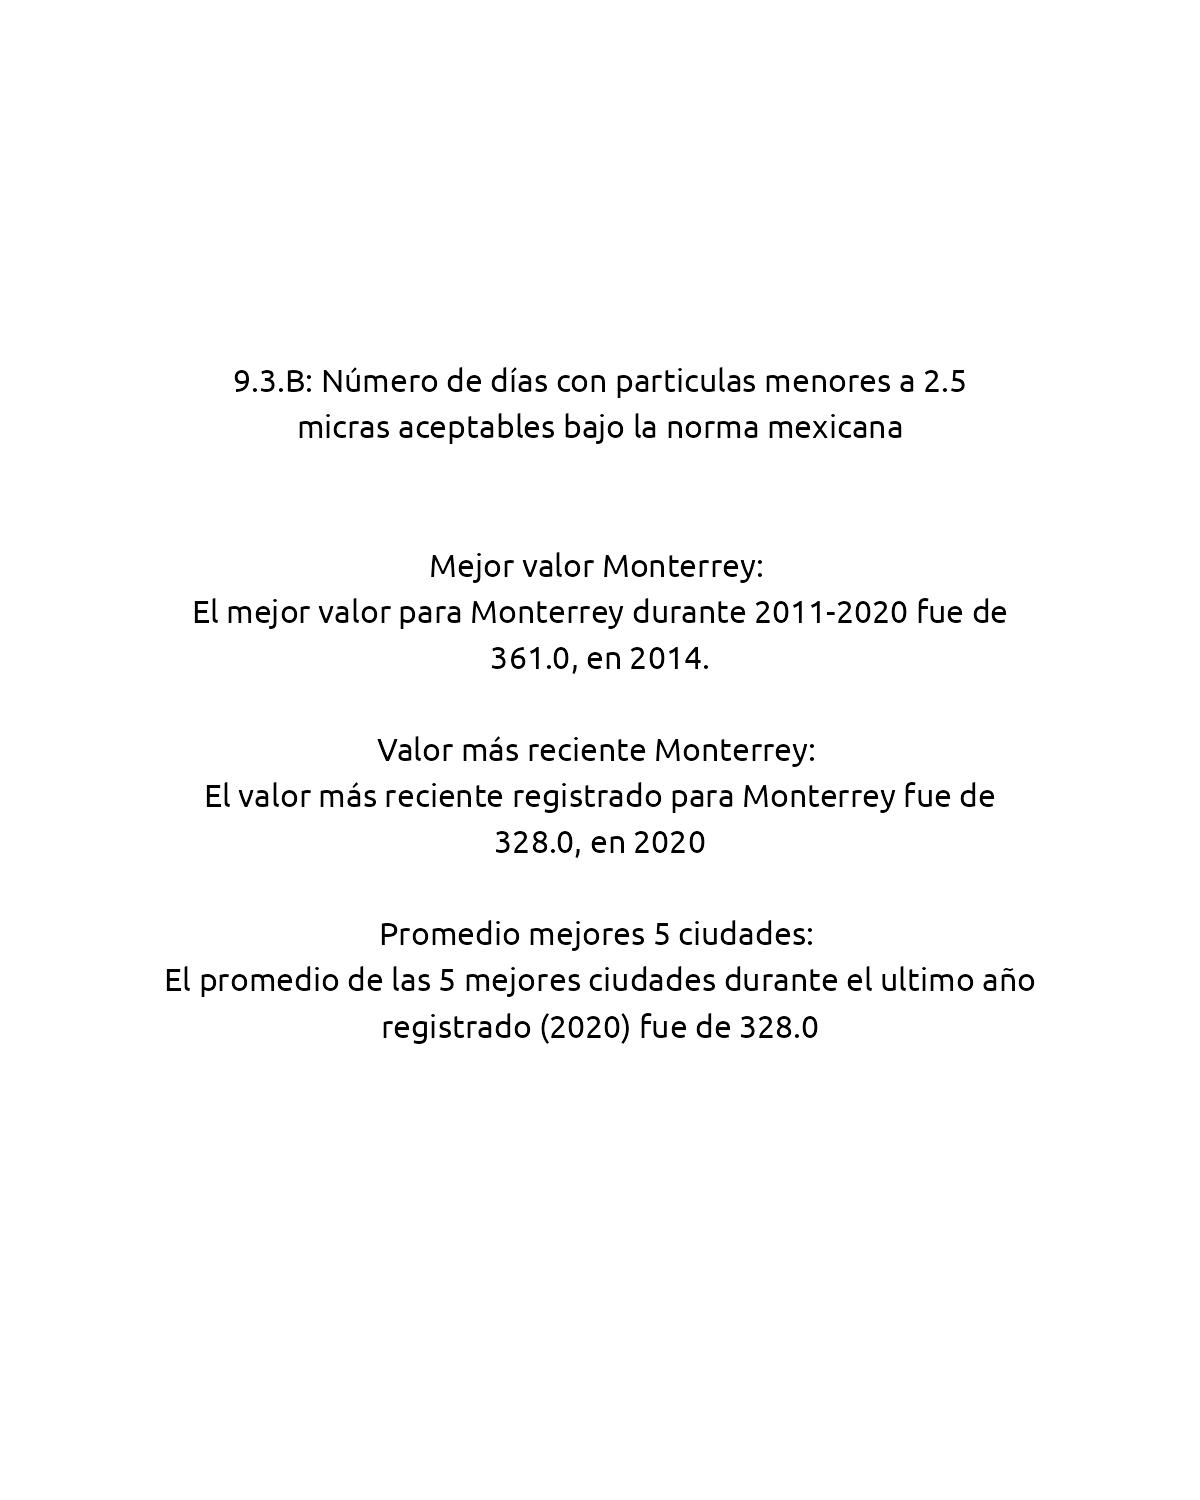 9.3.B: Número de días con particulas menores a 2.5
micras aceptables bajo la norma mexicana
Mejor valor Monterrey:
El mejor valor para Monterrey durante 2011-2020 fue de
361.0, en 2014.
Valor más reciente Monterrey:
El valor más reciente registrado para Monterrey fue de
328.0, en 2020
Promedio mejores 5 ciudades:
El promedio de las 5 mejores ciudades durante el ultimo año
registrado (2020) fue de 328.0